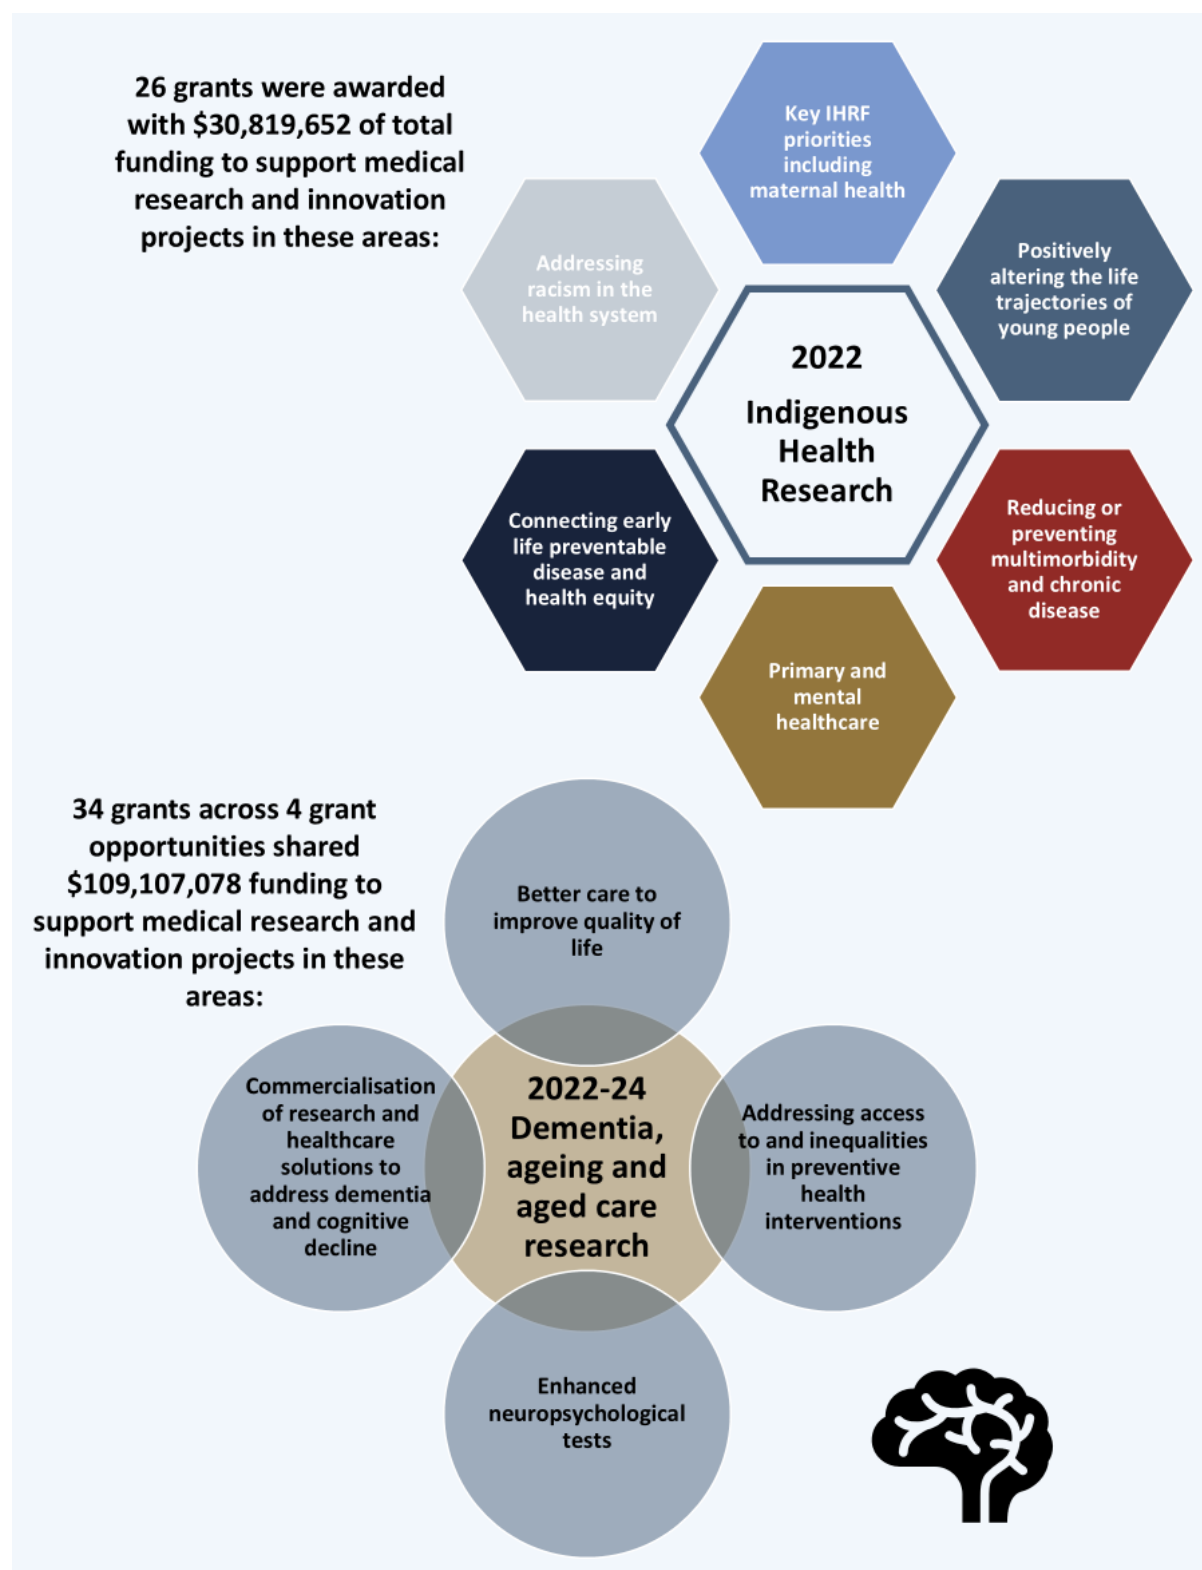 26 grants were awarded
with $30,819,652 of total
funding to support medical
research and innovation
projects in these areas:
Key IHRF
priorities
including
maternal health
Addressing
racism in the
health system
Positively
altering the life
trajectories of
young people
2022
Indigenous
Health
Research
Connecting early
life preventable
disease and
health equity
Reducing or
preventing
multimorbidity
and chronic
disease
Primary and
mental
healthcare
34 grants across 4 grant
opportunities shared
$109,107,078 funding to
support medical research and
innovation projects in these
areas:
Better care to
improve quality of
life
Commercialisation
of research and
healthcare
solutions to
address dementia
and cognitive
decline
2022-24
Dementia,
ageing and
aged care
research
Addressing access
to and inequalities
in preventive
health
interventions
Enhanced
neuropsychological
tests